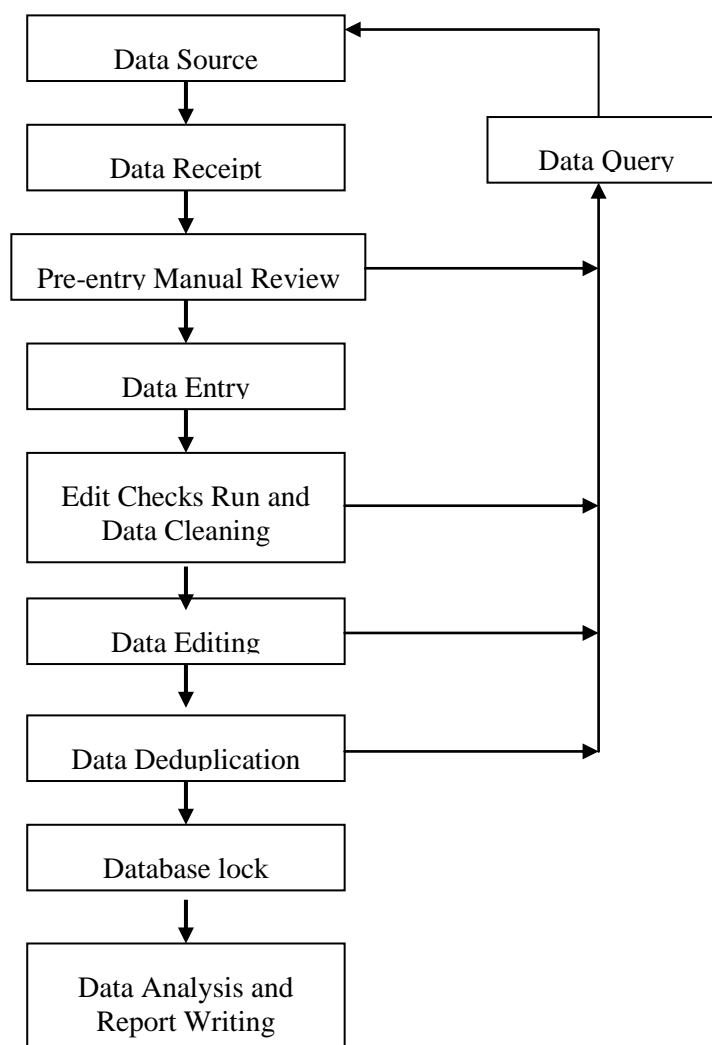 Data Source
Data Receipt
Data Query
Pre-entry Manual Review
Data Entry
Edit Checks Run and
Data Cleaning
Data Editing
Data Deduplication
Database lock
Data Analysis and
Report Writing